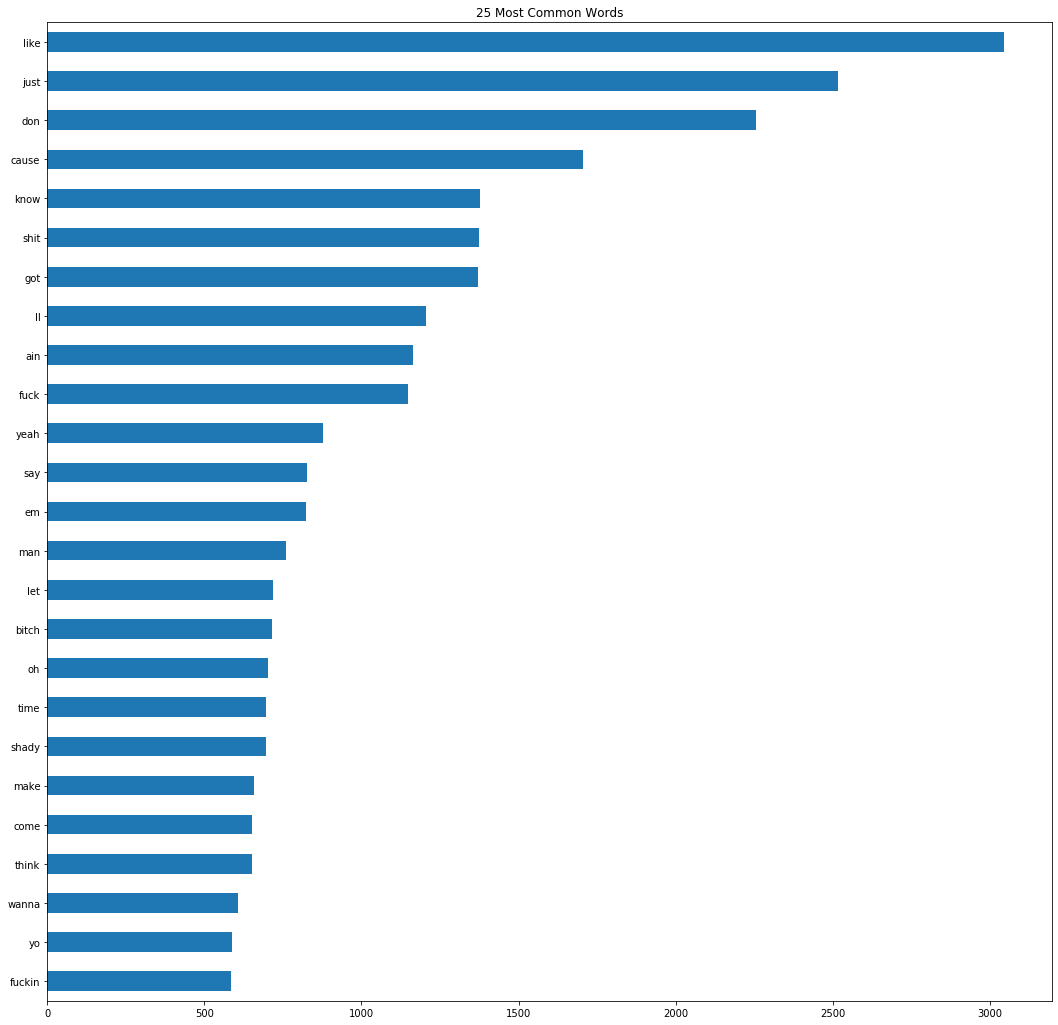 25 Most Common Words
like
just
don
cause
know
shit
got
ll
ain
fuck
yeah
say
em
man
let
bitch
oh
time
shady
make
come
think
wanna
yo
fuckin
0 500 1000 1500 2000 2500 3000